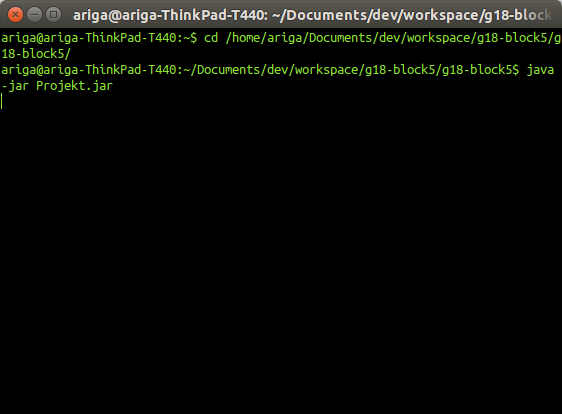 ariga@ariga-ThinkPad-T440: ~/Documents/dev/workspace/g18-block
ariga@ariga-ThinkPad-T440:~$ cd /home/ariga/Documents/dev/workspace/g18-block5/g
18-block5/
ariga@ariga-ThinkPad-T440:~/Documents/dev/workspace/g18-block5/g18-block5$ java
-jar Projekt.jar